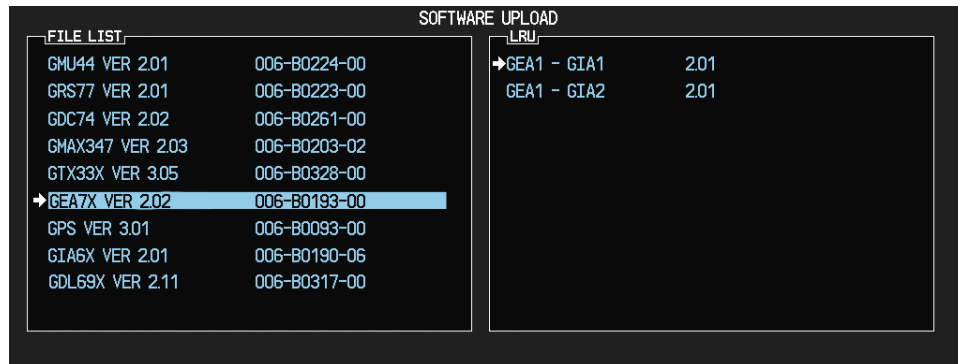 SOFTWARE UPLOAD
FILE LIST
GMU44 VER 2.01 006-B0224-00
GRS77 VER 2.01 006-B0223-00
GDC74 VER 2.02 006-B0261-00
GMAX347 VER 2.03 006-B0203-02
GTX33X VER 3.05 006-B0328-00
GEA7X VER 2.02 006-B0193-00
GPS VER 3.01 006-B0093-00
GIA6X VER 2.01 006-B0190-06
GDL69X VER 2.11 006-B0317-00
LRU
GEA1 - GIA1 2.01
GEA1 - GIA2 2.01